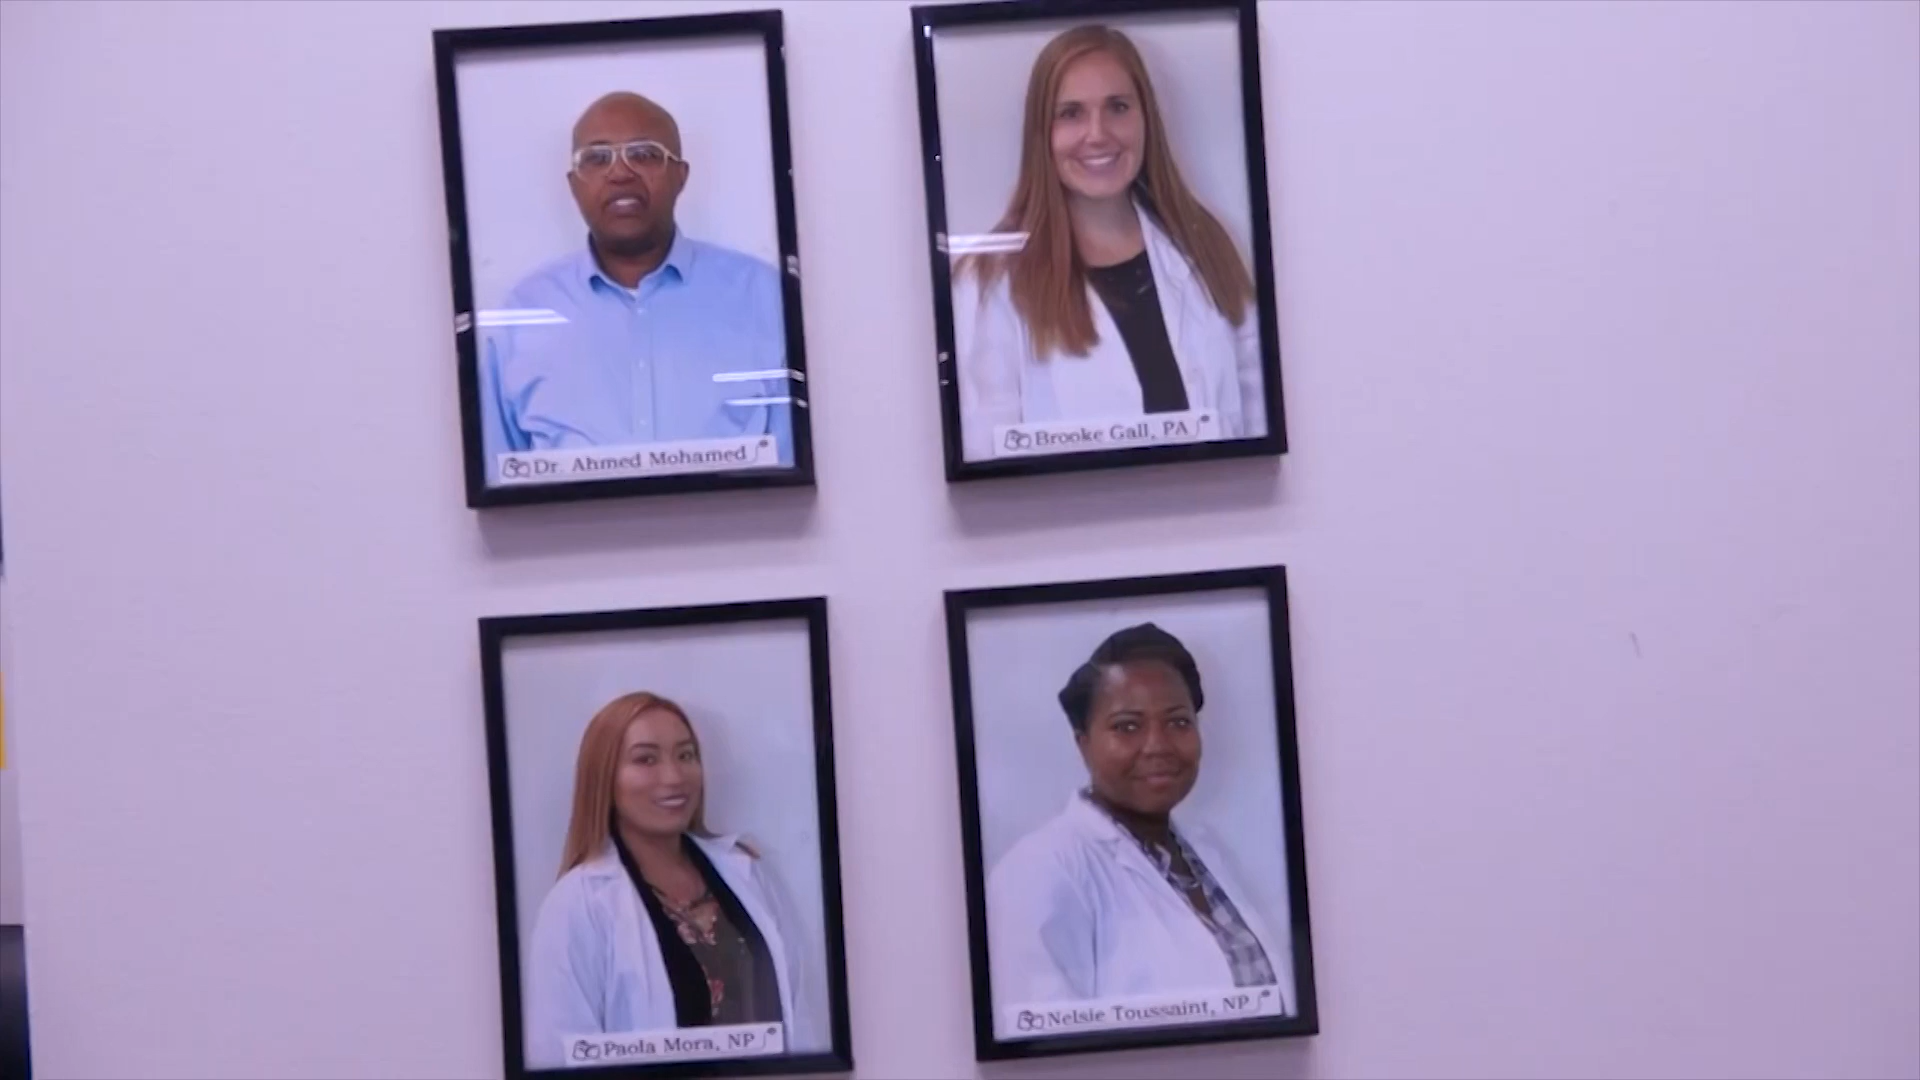 Dr. Ahmed Mohamed
Brooke Gall, PA
Paola Mora, NP
Nelsie Toussaint, NP